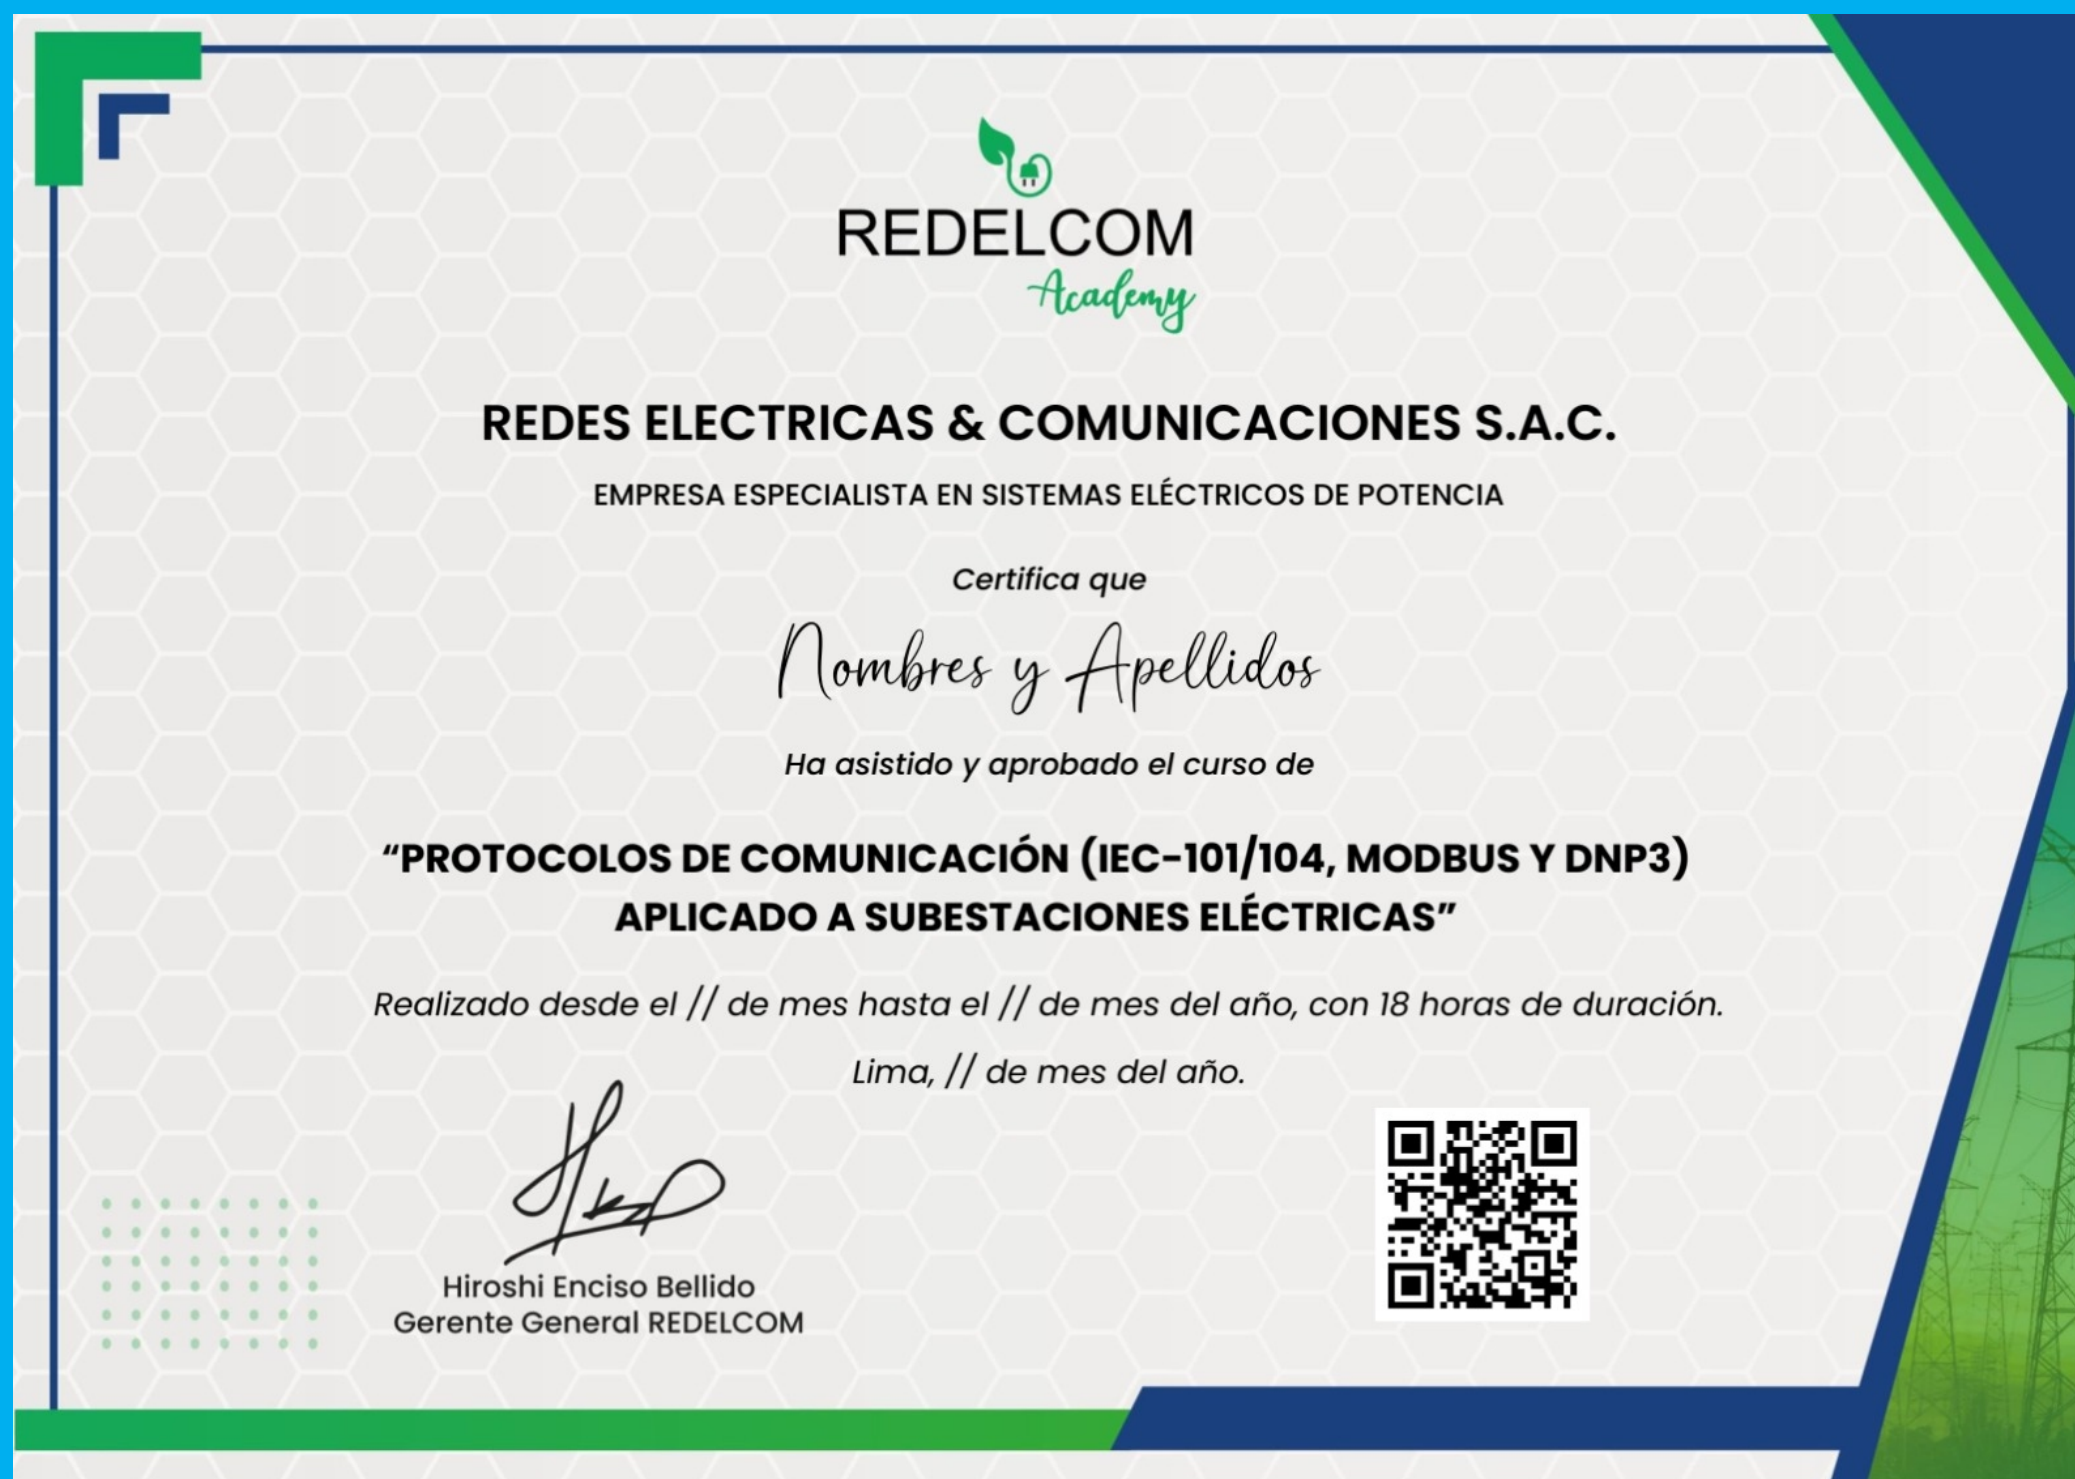 REDELCOM
Academy
REDES ELECTRICAS & COMUNICACIONES S.A.C.
EMPRESA ESPECIALISTA EN SISTEMAS ELÉCTRICOS DE POTENCIA
Certifica que
Nombres y Apellidos
Ha asistido y aprobado el curso de
“PROTOCOLOS DE COMUNICACIÓN (IEC-101/104, MODBUS Y DNP3)
APLICADO A SUBESTACIONES ELÉCTRICAS”
Realizado desde el // de mes hasta el // de mes del año, con 18 horas de duración.
Lima, // de mes del año.
Hiroshi Enciso Bellido
Gerente General REDELCOM